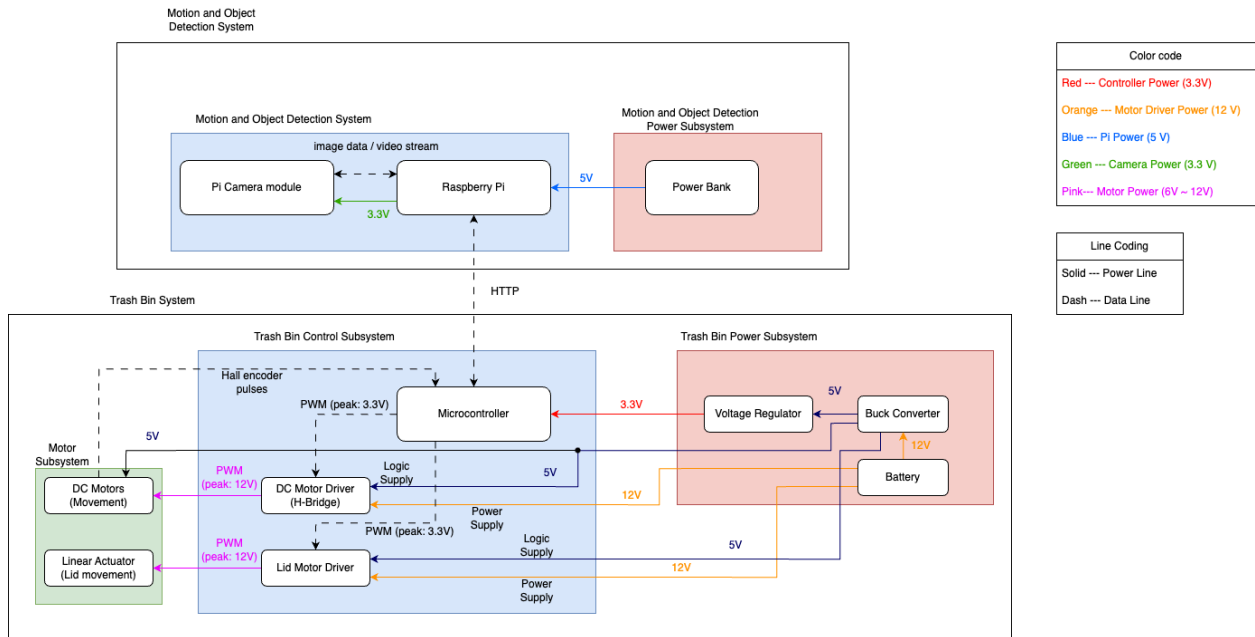 Motion and Object
Detection System
Motion and Object Detection System
image data / video stream
Pi Camera module
Raspberry Pi
3.3V
5V
Motion and Object Detection
Power Subsystem
Power Bank
HTTP
Color code
Red --- Controller Power (3.3V)
Orange --- Motor Driver Power (12 V)
Blue --- Pi Power (5 V)
Green --- Camera Power (3.3 V)
Pink--- Motor Power (6V ~ 12V)
Line Coding
Solid --- Power Line
Dash --- Data Line
Trash Bin System
Trash Bin Control Subsystem
Hall encoder
pulses
PWM (peak: 3.3V)
Microcontroller
3.3V
Trash Bin Power Subsystem
Voltage Regulator
5V
Buck Converter
12V
Battery
5V
Motor
Subsystem
DC Motors
(Movement)
PWM
(peak: 12V)
DC Motor Driver
(H-Bridge)
Logic
Supply
5V
12V
Power
Supply
PWM (peak: 3.3V)
Linear Actuator
(Lid movement)
PWM
(peak: 12V)
Lid Motor Driver
Logic
Supply
5V
12V
Power
Supply